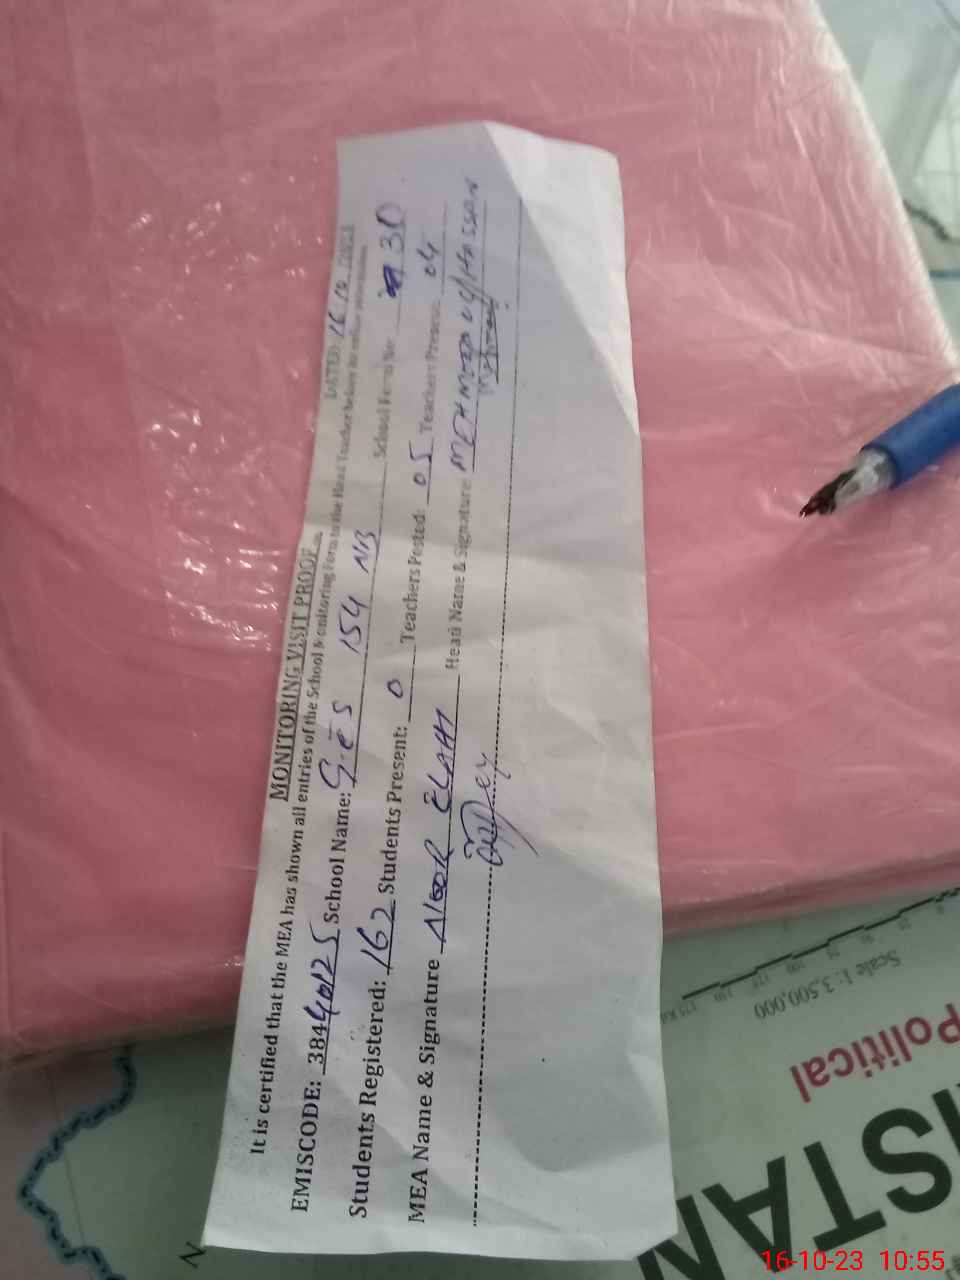 MONITORING VISIT PROOF
DATED: 16.10.2023
It is certified that the MEA has shown all entries of the School Monitoring Form to the Head Teacher before
EMISCODE: 38440125 School Name: G.E.S 154 NB School Form No: 30
Students Registered: 162 Students Present: 0 Teachers Posted: 05 Teachers Present: 04
MEA Name & Signature NOOR ELAHI Head Name & Signature: MEHMOOD UL HASSAN
Political
Scale 1: 3,500,000
ISTAN
16-10-23 10:55